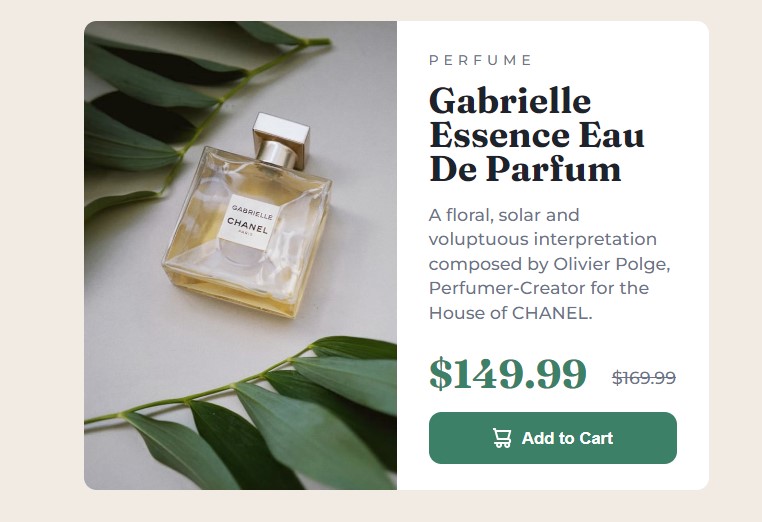 GABRIELLE
CHANEL
PARIS
PERFUME
Gabrielle
Essence Eau
De Parfum
A floral, solar and
voluptuous interpretation
composed by Olivier Polge,
Perfumer-Creator for the
House of CHANEL.
$149.99 $169.99
Add to Cart